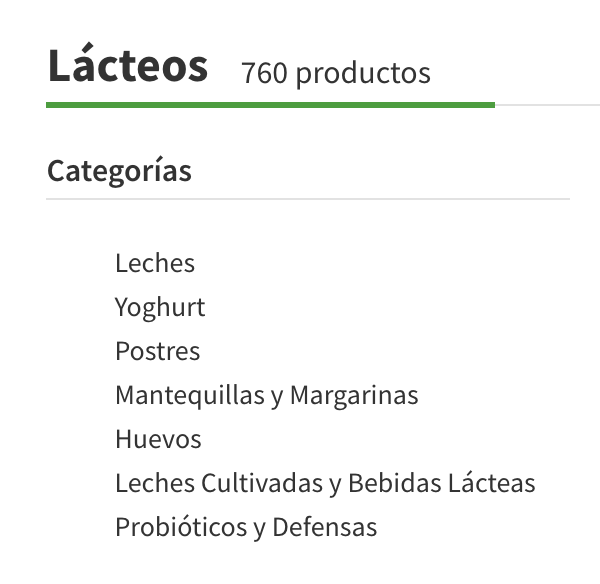 Lácteos 760 productos
Categorías
Leches
Yoghurt
Postres
Mantequillas y Margarinas
Huevos
Leches Cultivadas y Bebidas Lácteas
Probióticos y Defensas